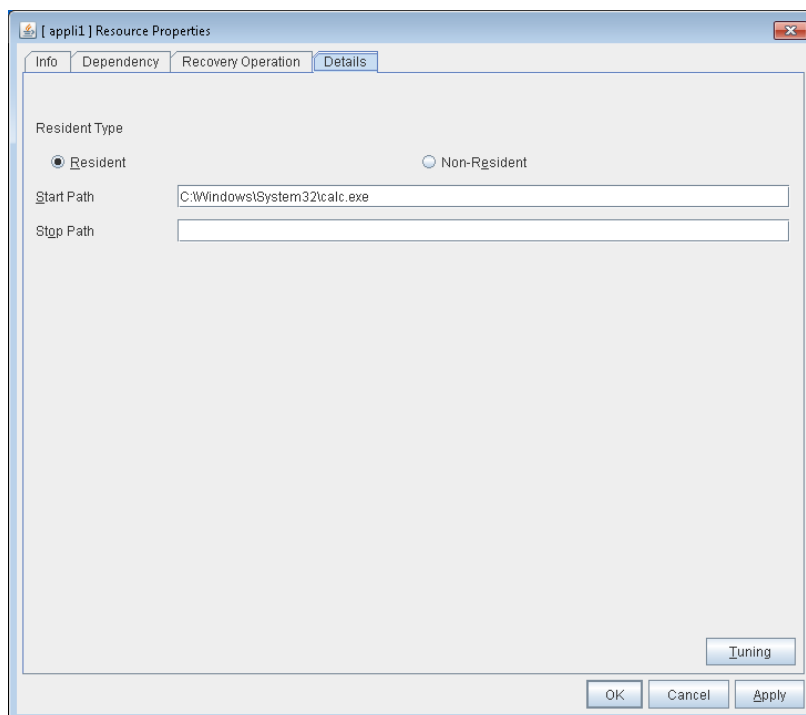 [ appli1 ] Resource Properties
Info Dependency Recovery Operation Details
Resident Type
Resident Non-Resident
Start Path C:\Windows\System32\calc.exe
Stop Path
Tuning
OK Cancel Apply